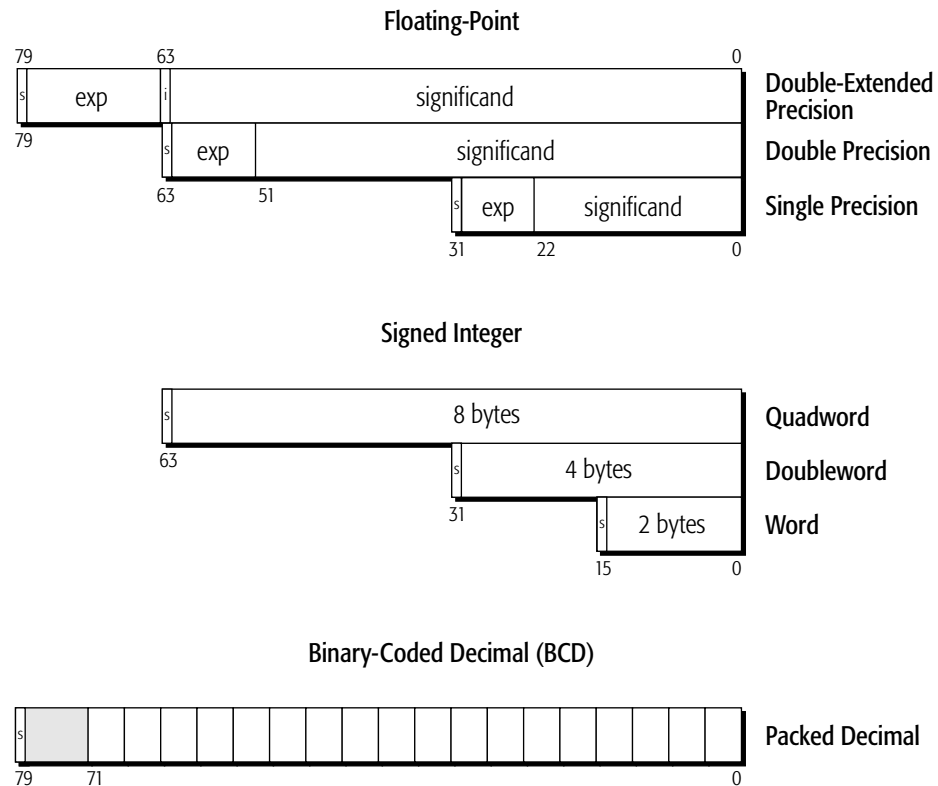 Floating-Point
79 63 0
s exp i significand Double-Extended
Precision
79
s exp significand Double Precision
63 51
s exp significand Single Precision
31 22 0
Signed Integer
s 8 bytes Quadword
63
s 4 bytes Doubleword
31
s 2 bytes Word
15 0
Binary-Coded Decimal (BCD)
s Packed Decimal
79 71 0